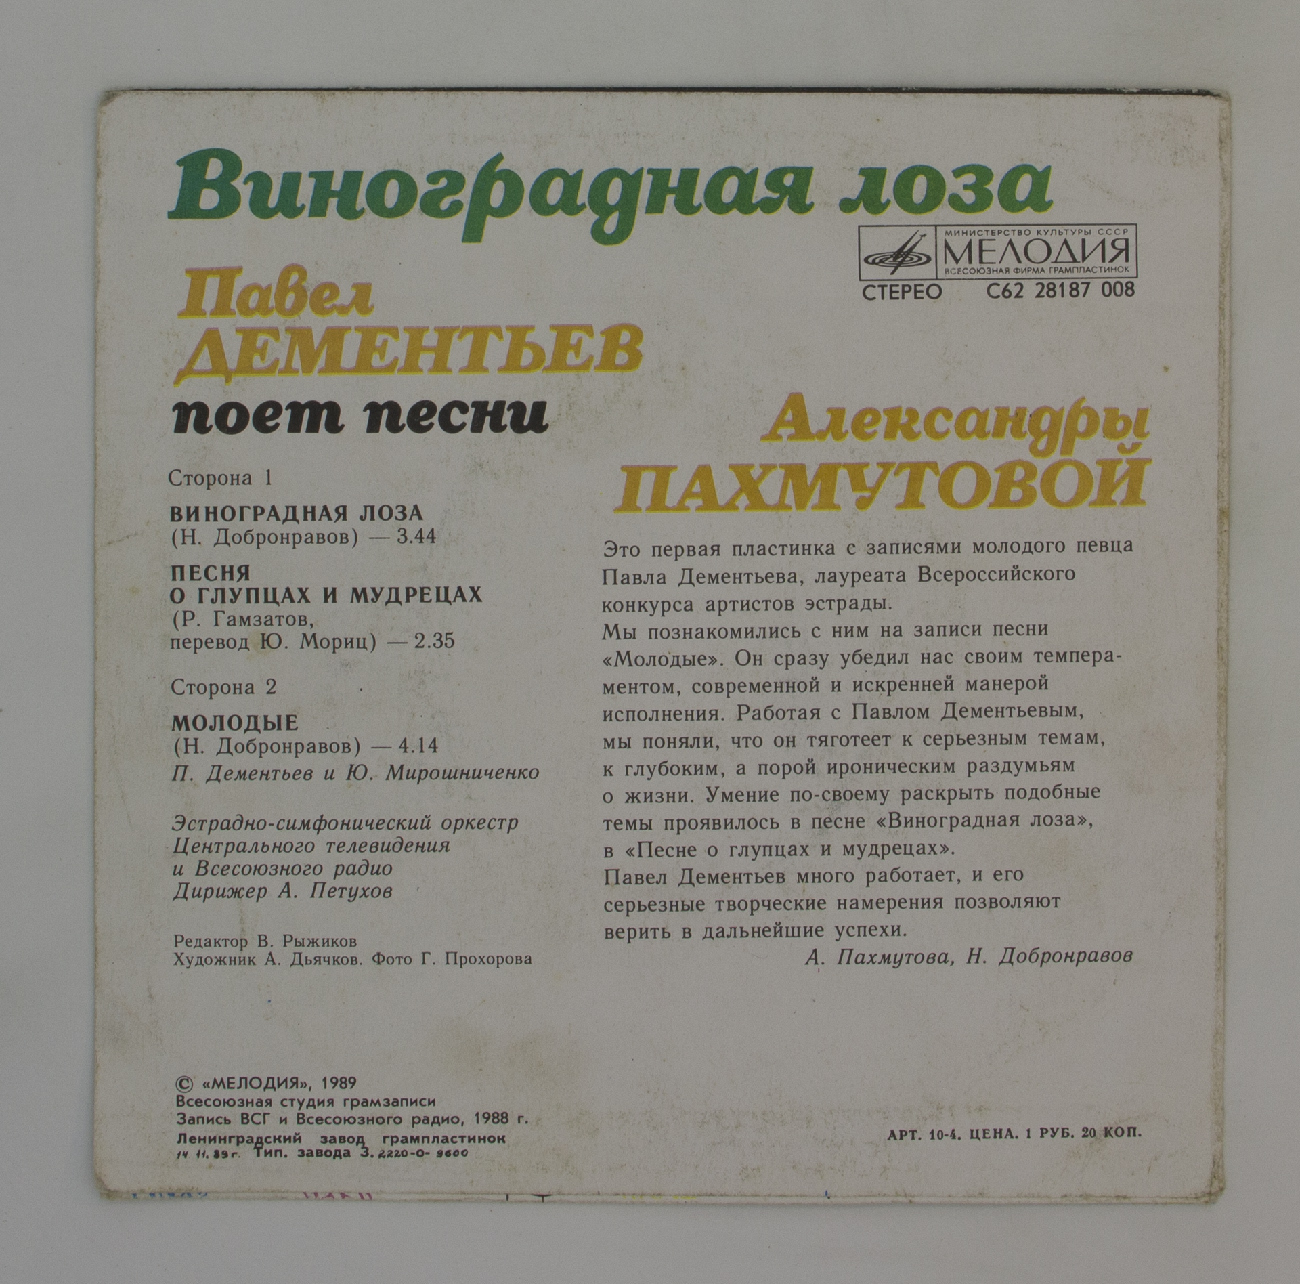 Виноградная лоза
МИНИСТЕРСТВО КУЛЬТУРЫ СССР
МЕЛОДИЯ
ВСЕСОЮЗНАЯ ФИРМА ГРАМПЛАСТИНОК
СТЕРЕО С62 28187 008
Павел
ДЕМЕНТЬЕВ
поет песни
Александры
ПАХМУТОВОЙ
Сторона 1
ВИНОГРАДНАЯ ЛОЗА
(Н. Добронравов) — 3.44
ПЕСНЯ
О ГЛУПЦАХ И МУДРЕЦАХ
(Р. Гамзатов,
перевод Ю. Мориц) — 2.35
Сторона 2
МОЛОДЫЕ
(Н. Добронравов) — 4.14
П. Дементьев и Ю. Мирошниченко
Эстрадно-симфонический оркестр
Центрального телевидения
и Всесоюзного радио
Дирижер А. Петухов
Редактор В. Рыжиков
Художник А. Дьячков. Фото Г. Прохорова
Это первая пластинка с записями молодого певца
Павла Дементьева, лауреата Всероссийского
конкурса артистов эстрады.
Мы познакомились с ним на записи песни
«Молодые». Он сразу убедил нас своим темпера-
ментом, современной и искренней манерой
исполнения. Работая с Павлом Дементьевым,
мы поняли, что он тяготеет к серьезным темам,
к глубоким, а порой ироническим раздумьям
о жизни. Умение по-своему раскрыть подобные
темы проявилось в песне «Виноградная лоза»,
в «Песне о глупцах и мудрецах».
Павел Дементьев много работает, и его
серьезные творческие намерения позволяют
верить в дальнейшие успехи.
А. Пахмутова, Н. Добронравов
© «МЕЛОДИЯ», 1989
Всесоюзная студия грамзаписи
Запись ВСГ и Всесоюзного радио, 1988 г.
Ленинградский завод грампластинок
14 11. 89 г. Тип. завода З. 2220-0- 9600
АРТ. 10-4. ЦЕНА. 1 РУБ. 20 КОП.